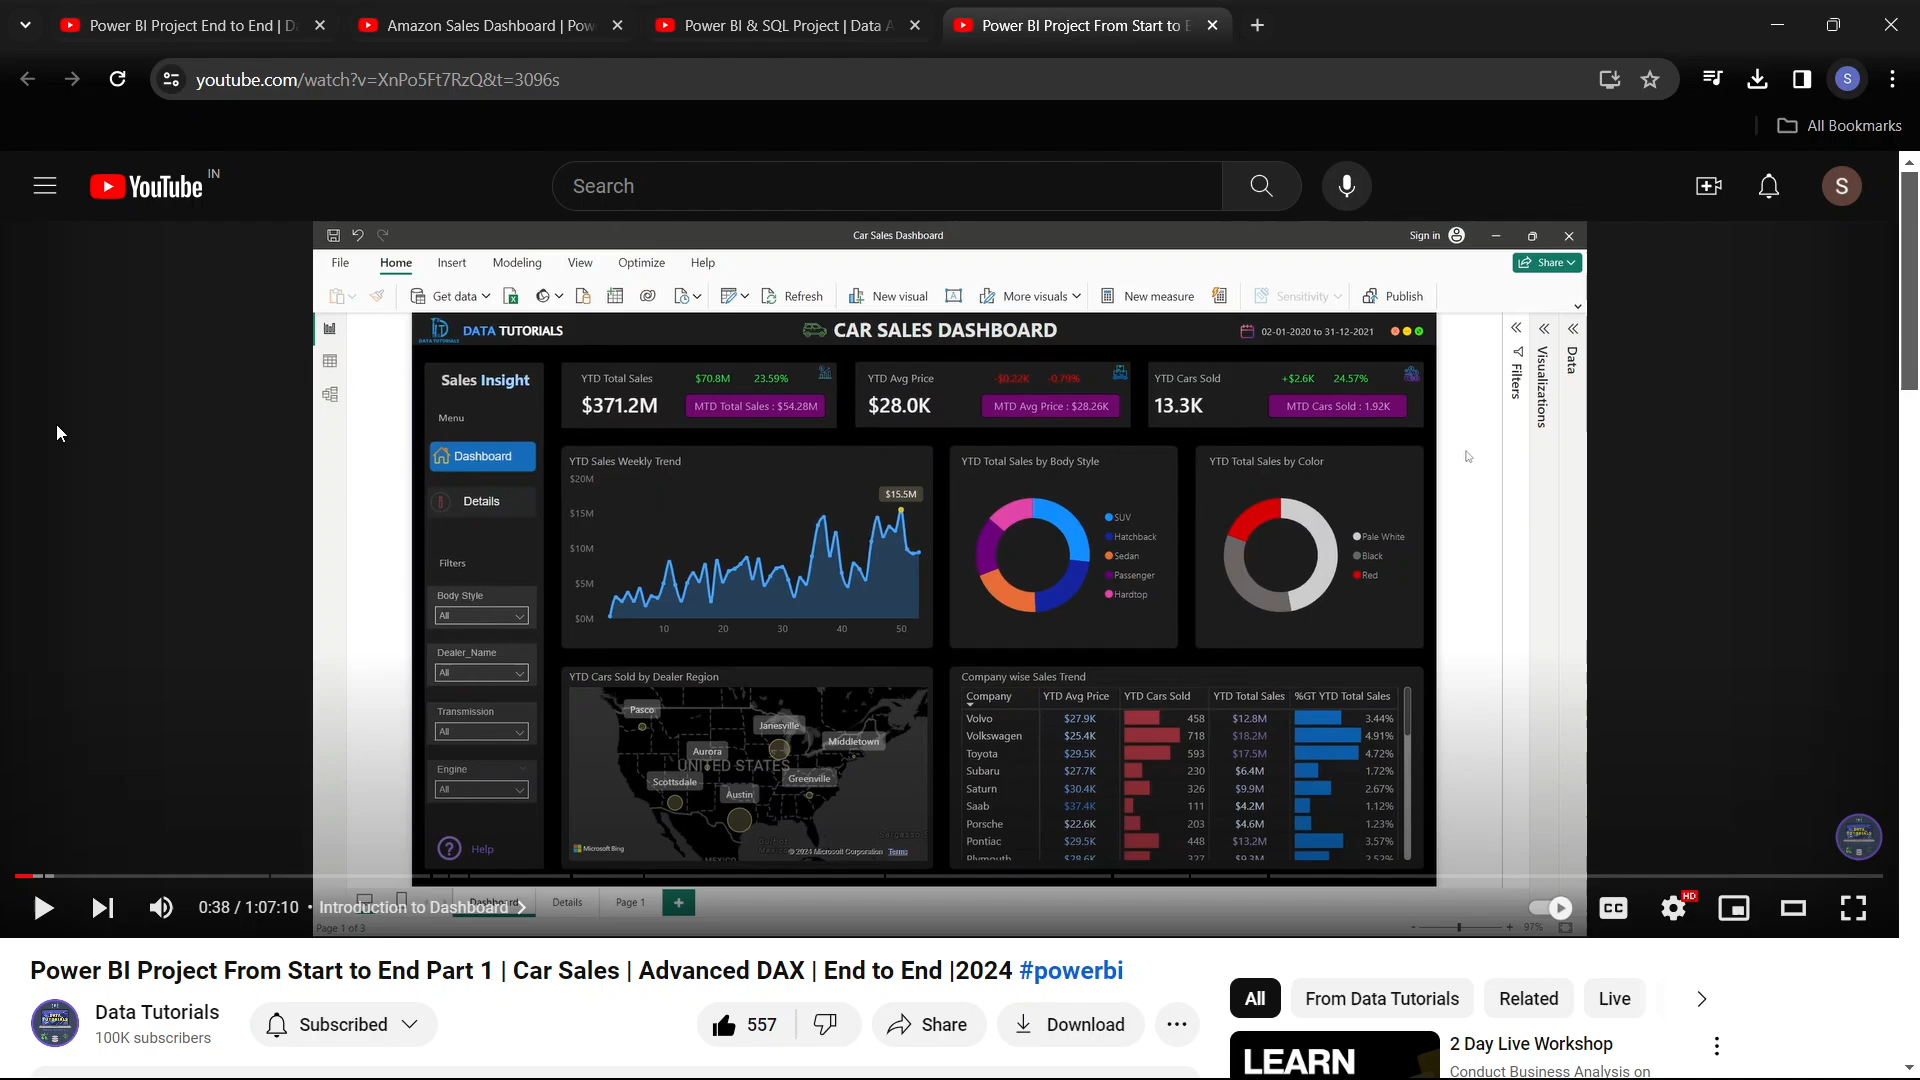 Power BI Project End to End | Da
Amazon Sales Dashboard | Pow
Power BI & SQL Project | Data A
Power BI Project From Start to E
youtube.com/watch?v=XnPo5Ft7RzQ&t=3096s
S
All Bookmarks
YouTube IN
Search
S
Car Sales Dashboard
Sign in
File
Home
Insert
Modeling
View
Optimize
Help
Share
Get data
Refresh
New visual
More visuals
New measure
Sensitivity
Publish
DATA TUTORIALS
DATA TUTORIALS
CAR SALES DASHBOARD
02-01-2020 to 31-12-2021
Filters
Visualizations
Data
Sales Insight
Menu
Dashboard
Details
Filters
Body Style
All
Dealer_Name
All
Transmission
All
Engine
All
Help
YTD Total Sales
$70.8M 23.59%
$371.2M
MTD Total Sales : $54.28M
YTD Avg Price
-$0.22K -0.79%
$28.0K
MTD Avg Price : $28.26K
YTD Cars Sold
+$2.6K 24.57%
13.3K
MTD Cars Sold : 1.92K
YTD Sales Weekly Trend
$20M
$15M
$10M
$5M
$0M
$15.5M
10 20 30 40 50
YTD Total Sales by Body Style
SUV
Hatchback
Sedan
Passenger
Hardtop
YTD Total Sales by Color
Pale White
Black
Red
YTD Cars Sold by Dealer Region
Pasco
Janesville
Middletown
Aurora
UNITED STATES
Scottsdale
Greenville
Austin
MEXICO
Microsoft Bing
© 2024 Microsoft Corporation Terms
Company wise Sales Trend
Company YTD Avg Price YTD Cars Sold YTD Total Sales %GT YTD Total Sales
Volvo $27.9K 458 $12.8M 3.44%
Volkswagen $25.4K 718 $18.2M 4.91%
Toyota $29.5K 593 $17.5M 4.72%
Subaru $27.7K 230 $6.4M 1.72%
Saturn $30.4K 326 $9.9M 2.67%
Saab $37.4K 111 $4.2M 1.12%
Porsche $22.6K 203 $4.6M 1.23%
Pontiac $29.5K 448 $13.2M 3.57%
Plymouth $28.6K 327 $9.3M 2.52%
0:38 / 1:07:10 • Introduction to Dashboard
Dashboard
Details
Page 1
+
CC
HD
Page 1 of 3
- + 97%
Power BI Project From Start to End Part 1 | Car Sales | Advanced DAX | End to End |2024 #powerbi
Data Tutorials
100K subscribers
Subscribed
557
Share
Download
All
From Data Tutorials
Related
Live
LEARN
2 Day Live Workshop
Conduct Business Analysis on